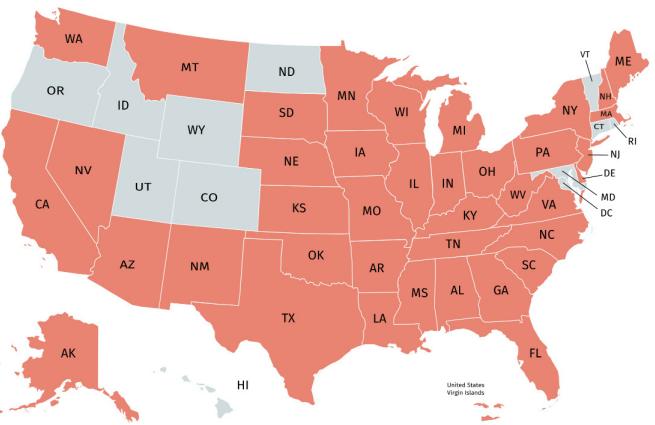 WA
MT
ND
OR
ID
SD
MN
WI
MI
VT
ME
NH
NY
MA
CT
RI
WY
NE
IA
PA
NJ
NV
UT
CO
IL
IN
OH
DE
MD
DC
WV
VA
CA
KS
MO
KY
AZ
NM
OK
AR
TN
NC
SC
TX
LA
MS
AL
GA
FL
AK
HI
United States
Virgin Islands